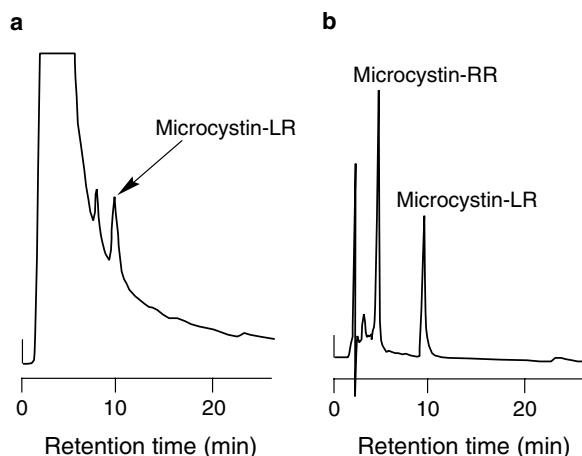 a
Microcystin-LR
0
10
20
Retention time (min)
b
Microcystin-RR
Microcystin-LR
0
10
20
Retention time (min)